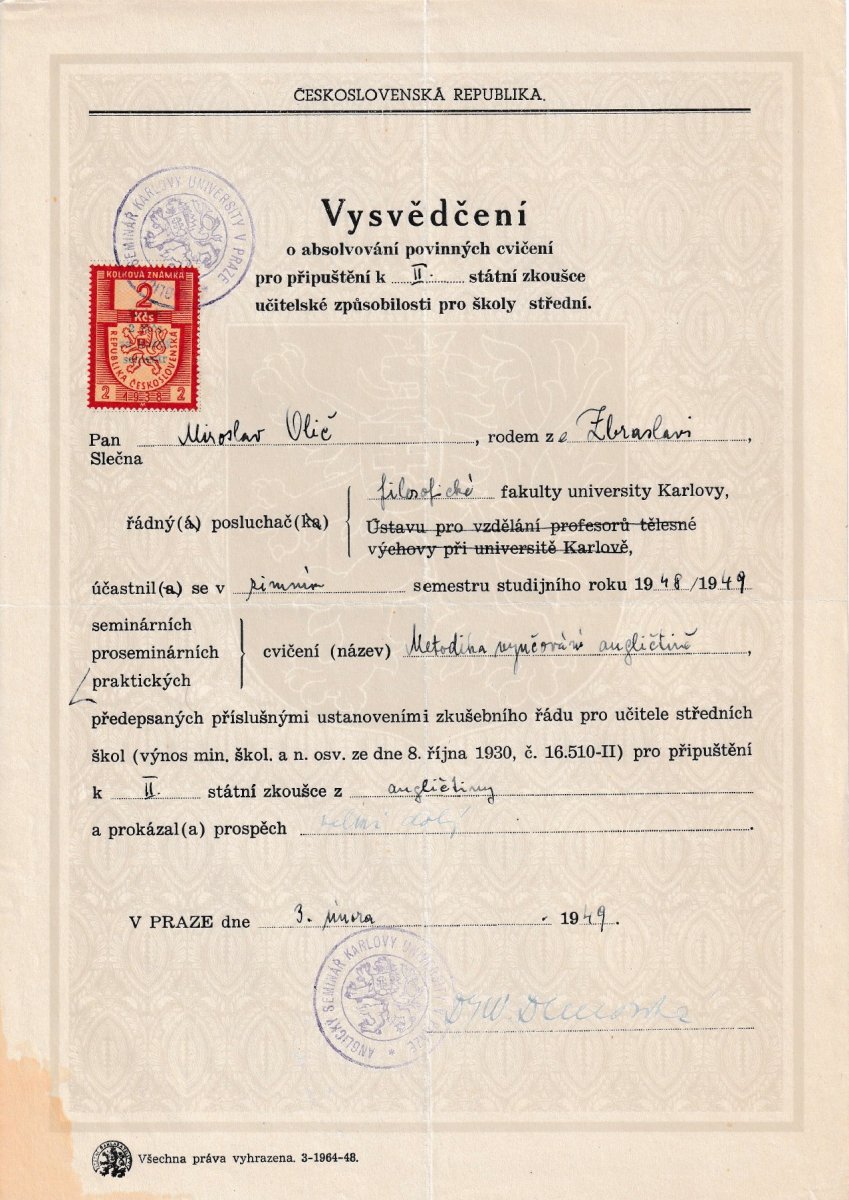 ČESKOSLOVENSKÁ REPUBLIKA.
SEMINÁŘ KARLOVY UNIVERSITY V PRAZE
Vysvědčení
o absolvování povinných cvičení
pro připuštění k II. státní zkoušce
učitelské způsobilosti pro školy střední.
KOLKOVÁ ZNÁMKA
2
Kčs
REPUBLIKA ČESKOSLOVENSKÁ
2 1938 2
Pan Miroslav Olič, rodem z e Zbraslavi,
Slečna
filosofické fakulty university Karlovy,
řádný(á) posluchač(ka)
Ústavu pro vzdělání profesorů tělesné
výchovy při universitě Karlově,
účastnil(a) se v zimním semestru studijního roku 1948/1949
seminárních
proseminárních cvičení (název) Metodika vyučování angličtině,
praktických
předepsaných příslušnými ustanoveními zkušebního řádu pro učitele středních
škol (výnos min. škol. a n. osv. ze dne 8. října 1930, č. 16.510-II) pro připuštění
k II. státní zkoušce z angličtiny
a prokázal(a) prospěch velmi dobrý.
V PRAZE dne 3. února 1949.
ANGLICKÝ SEMINÁŘ KARLOVY UNIVERSITY V PRAZE
Všechna práva vyhrazena. 3-1964-48.